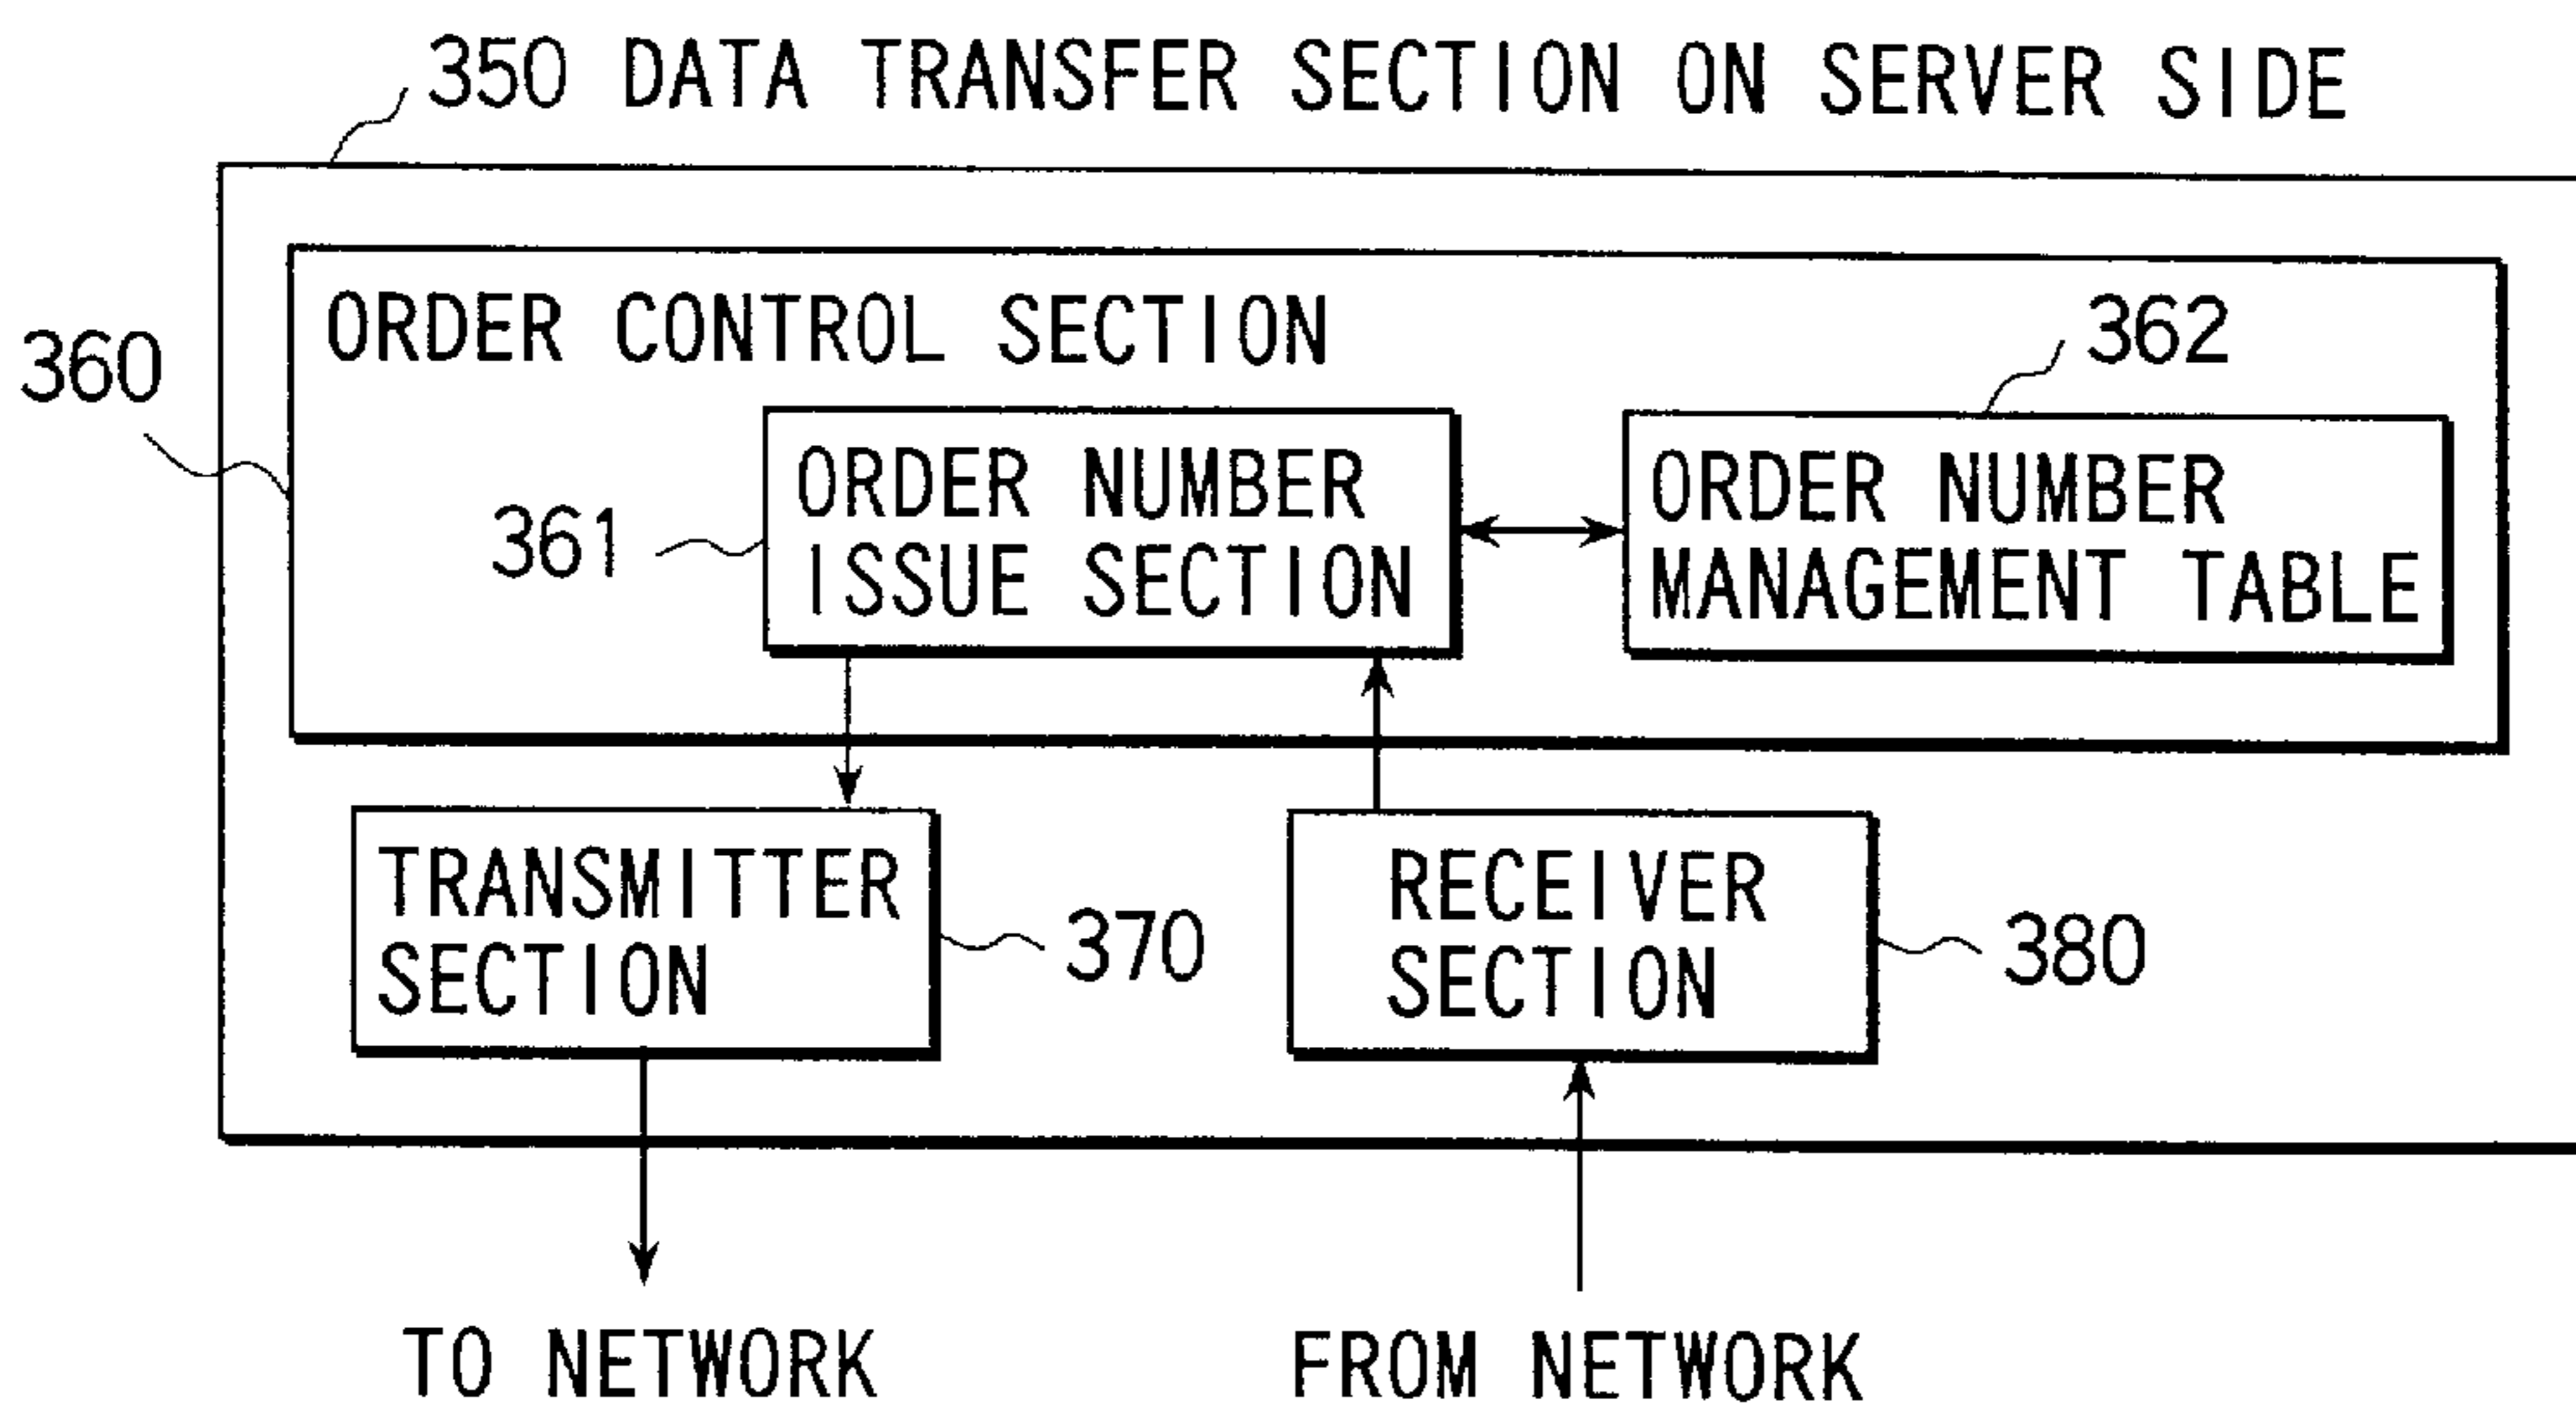 350 DATA TRANSFER SECTION ON SERVER SIDE
ORDER CONTROL SECTION
360
362
361
ORDER NUMBER
ISSUE SECTION
ORDER NUMBER
MANAGEMENT TABLE
TRANSMITTER
SECTION
370
RECEIVER
SECTION
380
TO NETWORK
FROM NETWORK